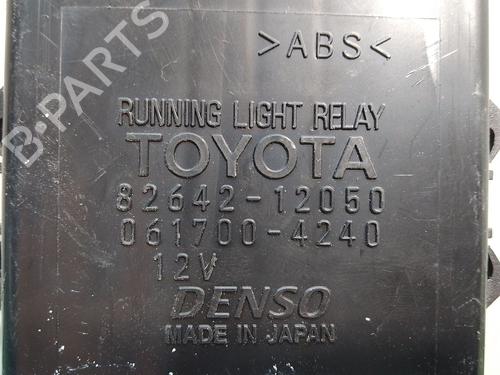 >ABS<
B-PARTS
RUNNING LIGHT RELAY
TOYOTA
82642-12050
061700-4240
12V
DENSO
MADE IN JAPAN